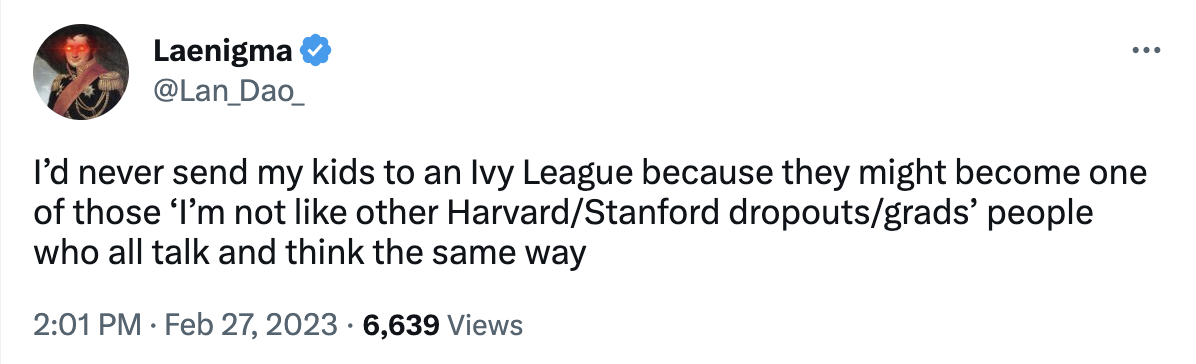 Laenigma
@Lan_Dao_
I’d never send my kids to an Ivy League because they might become one
of those ‘I’m not like other Harvard/Stanford dropouts/grads’ people
who all talk and think the same way
2:01 PM · Feb 27, 2023 · 6,639 Views